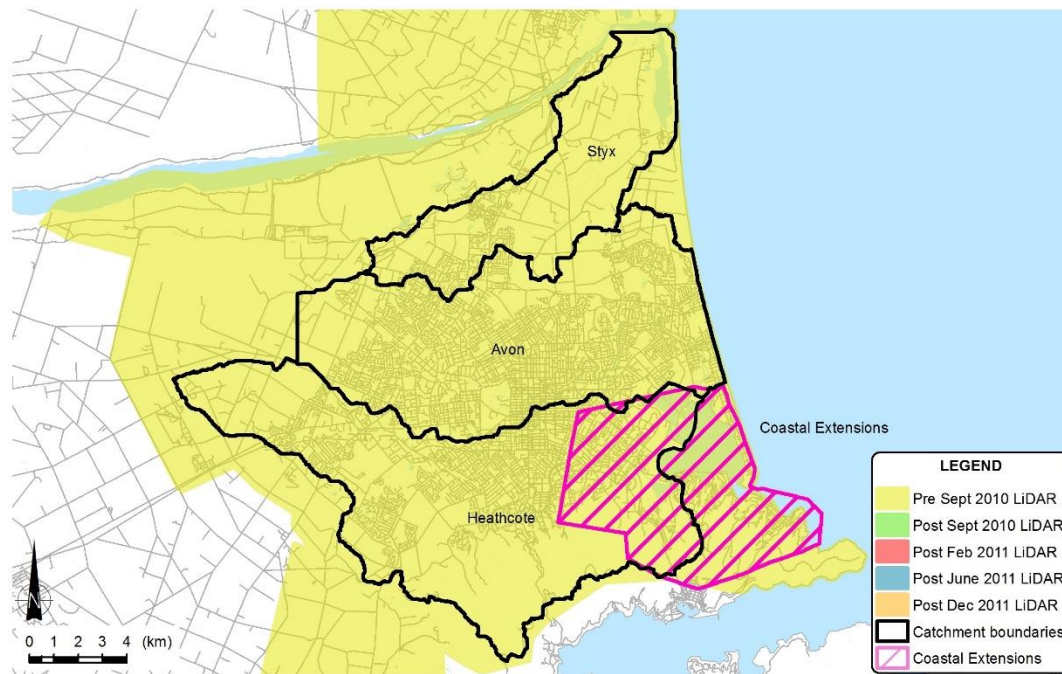 Styx
Avon
Coastal Extensions
Heathcote
LEGEND
Pre Sept 2010 LiDAR
Post Sept 2010 LiDAR
Post Feb 2011 LiDAR
Post June 2011 LiDAR
Post Dec 2011 LiDAR
Catchment boundaries
Coastal Extensions
N
0 1 2 3 4 (km)